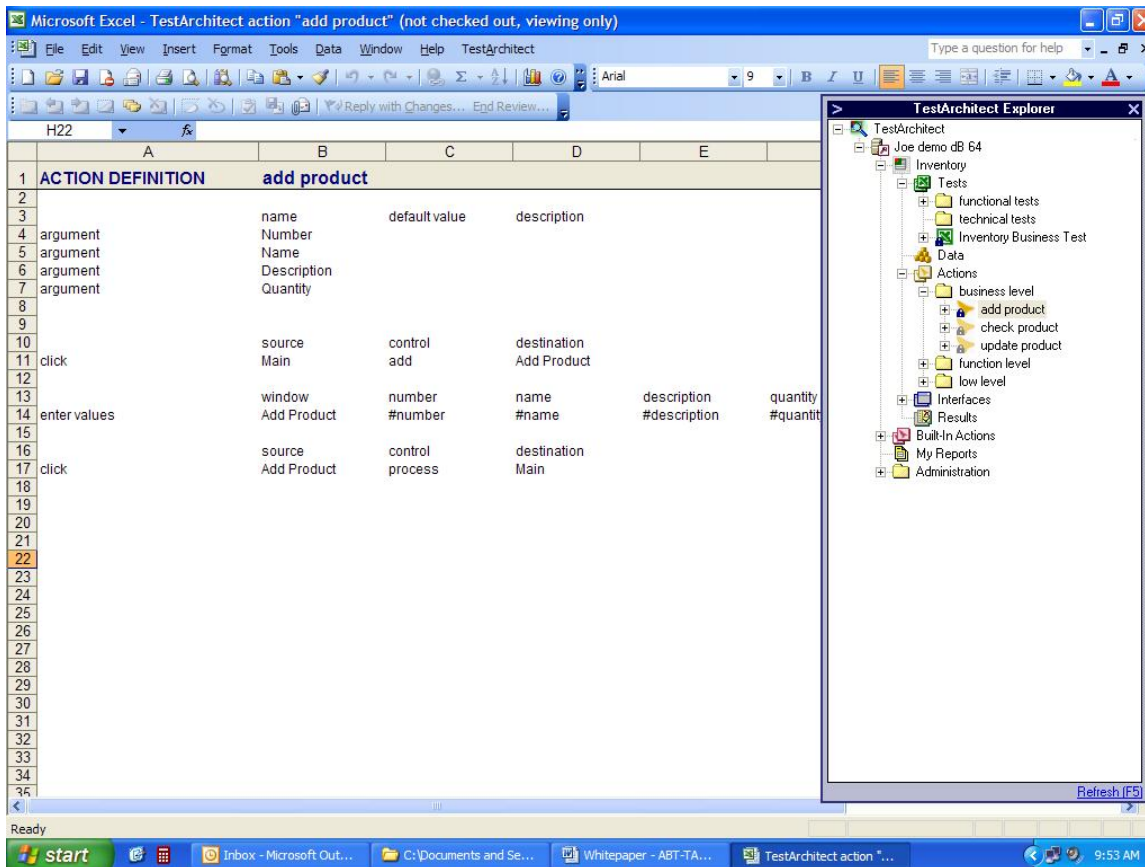 Microsoft Excel - TestArchitect action "add product" (not checked out, viewing only)
File Edit View Insert Format Tools Data Window Help TestArchitect Type a question for help
Arial 9 B I U
Reply with Changes... End Review...
H22 fx
A B C D E
1 ACTION DEFINITION add product
2
3 name default value description
4 argument Number
5 argument Name
6 argument Description
7 argument Quantity
8
9
10 source control destination
11 click Main add Add Product
12
13 window number name description quantity
14 enter values Add Product #number #name #description #quantit
15
16 source control destination
17 click Add Product process Main
18
19
20
21
22
23
24
25
26
27
28
29
30
31
32
33
34
35
TestArchitect Explorer
TestArchitect
Joe demo dB 64
Inventory
Tests
functional tests
technical tests
Inventory Business Test
Data
Actions
business level
add product
check product
update product
function level
low level
Interfaces
Results
Built-In Actions
My Reports
Administration
Refresh (F5)
Ready
start Inbox - Microsoft Out... C:\Documents and Se... Whitepaper - ABT-TA... TestArchitect action "... 9:53 AM